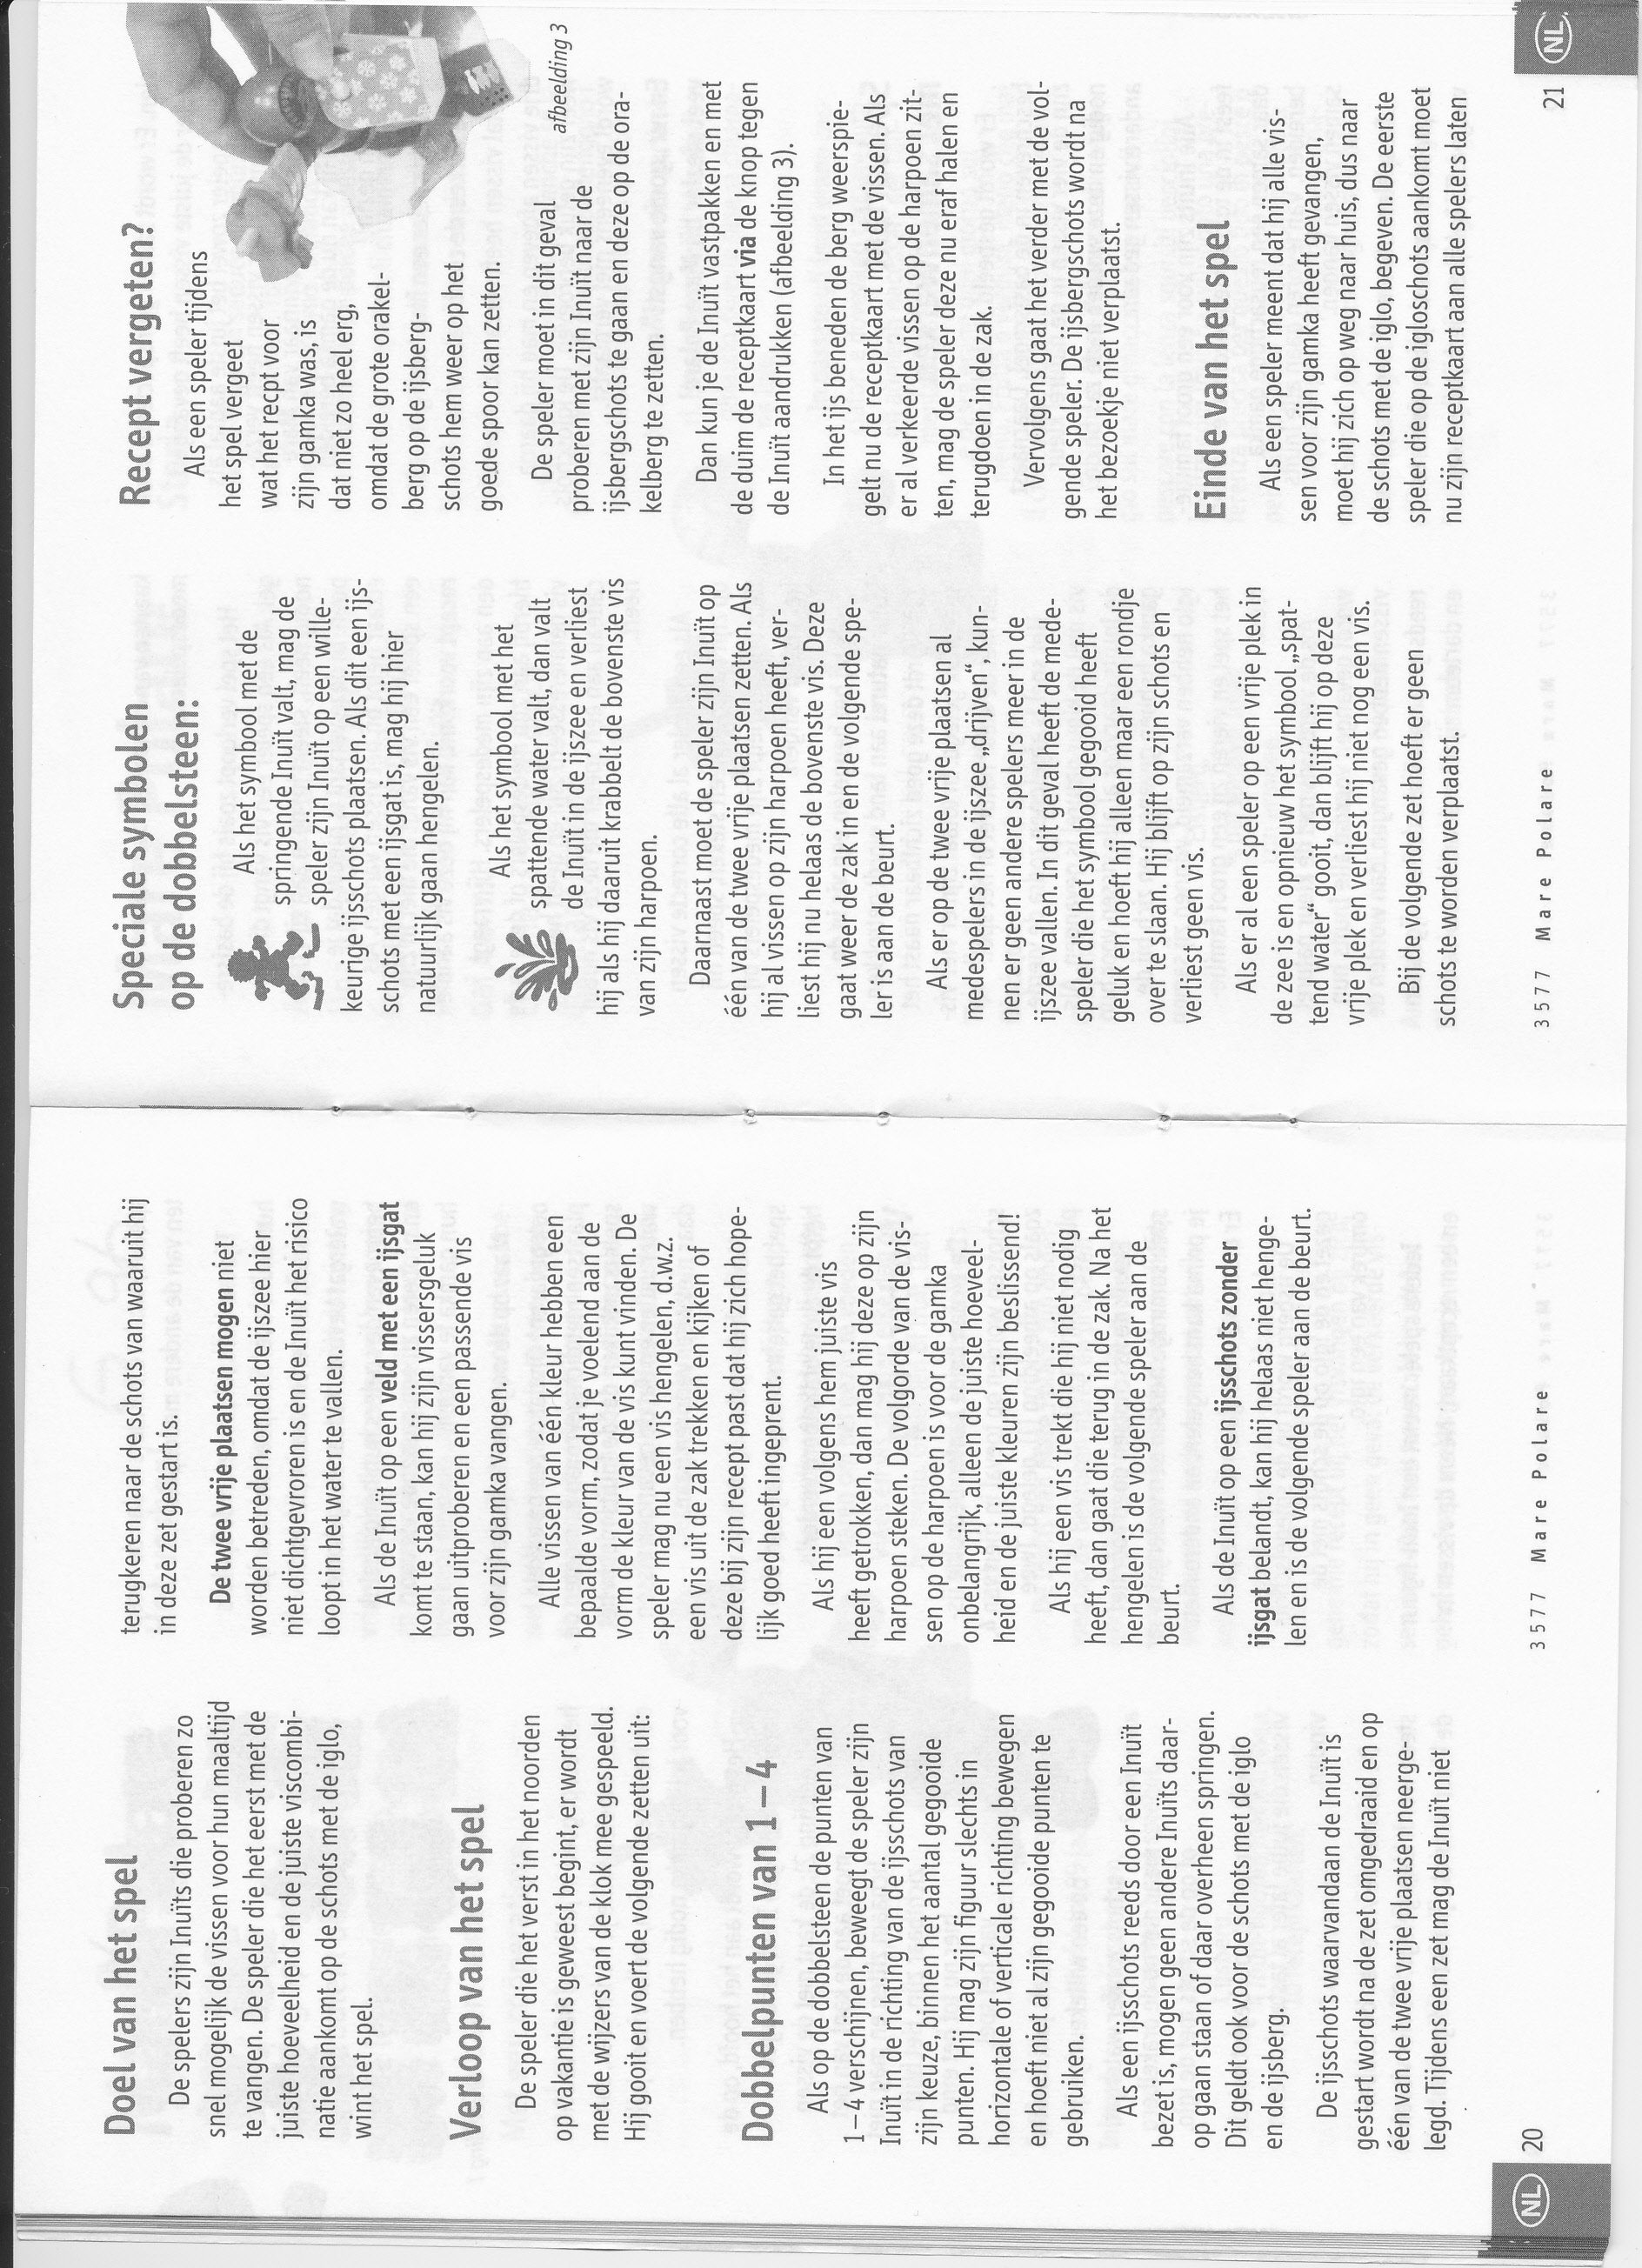 Doel van het spel
De spelers zijn Inuïts die proberen zo
snel mogelijk de vissen voor hun maaltijd
te vangen. De speler die het eerst met de
juiste hoeveelheid en de juiste viscombi-
natie aankomt op de schots met de iglo,
wint het spel.
Verloop van het spel
De speler die het verst in het noorden
op vakantie is geweest begint, er wordt
met de wijzers van de klok mee gespeeld.
Hij gooit en voert de volgende zetten uit:
Dobbelpunten van 1 – 4
Als op de dobbelsteen de punten van
1 – 4 verschijnen, beweegt de speler zijn
Inuït in de richting van de ijsschots van
zijn keuze, binnen het aantal gegooide
punten. Hij mag zijn figuur slechts in
horizontale of verticale richting bewegen
en hoeft niet al zijn gegooide punten te
gebruiken.
Als een ijsschots reeds door een Inuït
bezet is, mogen geen andere Inuïts daar-
op gaan staan of daar overheen springen.
Dit geldt ook voor de schots met de iglo
en de ijsberg.
De ijsschots waarvandaan de Inuït is
gestart wordt na de zet omgedraaid en op
één van de twee vrije plaatsen neerge-
legd. Tijdens een zet mag de Inuït niet
NL
20
terugkeren naar de schots van waaruit hij
in deze zet gestart is.
De twee vrije plaatsen mogen niet
worden betreden, omdat de ijszee hier
niet dichtgevroren is en de Inuït het risico
loopt in het water te vallen.
Als de Inuït op een veld met een ijsgat
komt te staan, kan hij zijn vissersgeluk
gaan uitproberen en een passende vis
voor zijn gamka vangen.
Alle vissen van één kleur hebben een
bepaalde vorm, zodat je voelend aan de
vorm de kleur van de vis kunt vinden. De
speler mag nu een vis hengelen, d.w.z.
een vis uit de zak trekken en kijken of
deze bij zijn recept past dat hij zich hope-
lijk goed heeft ingeprent.
Als hij een volgens hem juiste vis
heeft getrokken, dan mag hij deze op zijn
harpoen steken. De volgorde van de vis-
sen op de harpoen is voor de gamka
onbelangrijk, alleen de juiste hoeveel-
heid en de juiste kleuren zijn beslissend!
Als hij een vis trekt die hij niet nodig
heeft, dan gaat die terug in de zak. Na het
hengelen is de volgende speler aan de
beurt.
Als de Inuït op een ijsschots zonder
ijsgat belandt, kan hij helaas niet henge-
len en is de volgende speler aan de beurt.
3577 Mare Polare
Speciale symbolen
op de dobbelsteen:
Als het symbool met de
springende Inuït valt, mag de
speler zijn Inuït op een wille-
keurige ijsschots plaatsen. Als dit een ijs-
schots met een ijsgat is, mag hij hier
natuurlijk gaan hengelen.
Als het symbool met het
spattende water valt, dan valt
de Inuït in de ijszee en verliest
hij als hij daaruit krabbelt de bovenste vis
van zijn harpoen.
Daarnaast moet de speler zijn Inuït op
één van de twee vrije plaatsen zetten. Als
hij al vissen op zijn harpoen heeft, ver-
liest hij nu helaas de bovenste vis. Deze
gaat weer de zak in en de volgende spe-
ler is aan de beurt.
Als er op de twee vrije plaatsen al
medespelers in de ijszee „drijven“, kun-
nen er geen andere spelers meer in de
ijszee vallen. In dit geval heeft de mede-
speler die het symbool gegooid heeft
geluk en hoeft hij alleen maar een rondje
over te slaan. Hij blijft op zijn schots en
verliest geen vis.
Als er al een speler op een vrije plek in
de zee is en opnieuw het symbool „spat-
tend water“ gooit, dan blijft hij op deze
vrije plek en verliest hij niet nog een vis.
Bij de volgende zet hoeft er geen
schots te worden verplaatst.
3577 Mare Polare
Recept vergeten?
Als een speler tijdens
het spel vergeet
wat het recpt voor
zijn gamka was, is
dat niet zo heel erg,
omdat de grote orakel-
berg op de ijsberg-
schots hem weer op het
goede spoor kan zetten.
afbeelding 3
De speler moet in dit geval
proberen met zijn Inuït naar de
ijsbergschots te gaan en deze op de ora-
kelberg te zetten.
Dan kun je de Inuït vastpakken en met
de duim de receptkaart via de knop tegen
de Inuït aandrukken (afbeelding 3).
In het ijs beneden de berg weerspie-
gelt nu de receptkaart met de vissen. Als
er al verkeerde vissen op de harpoen zit-
ten, mag de speler deze nu eraf halen en
terugdoen in de zak.
Vervolgens gaat het verder met de vol-
gende speler. De ijsbergschots wordt na
het bezoekje niet verplaatst.
Einde van het spel
Als een speler meent dat hij alle vis-
sen voor zijn gamka heeft gevangen,
moet hij zich op weg naar huis, dus naar
de schots met de iglo, begeven. De eerste
speler die op de igloschots aankomt moet
nu zijn receptkaart aan alle spelers laten
21
NL